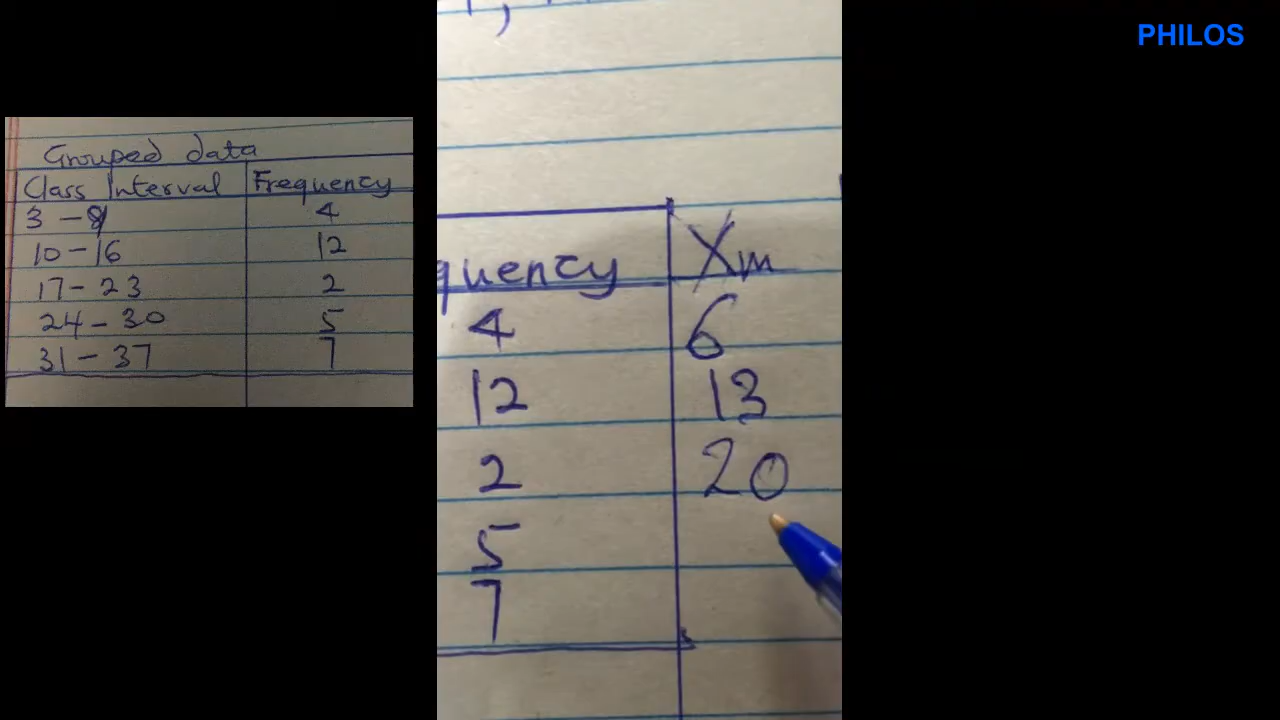 PHILOS
Grouped data
Class Interval Frequency
3 - 9 4
10 - 16 12
17 - 23 2
24 - 30 5
31 - 37 7
quency Xm
4 6
12 13
2 20
5
7